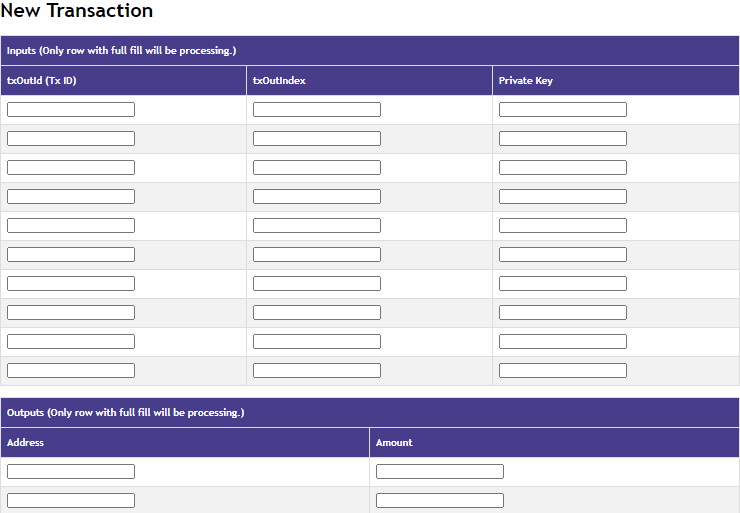 New Transaction
Inputs (Only row with full fill will be processing.)
txOutId (Tx ID) txOutIndex Private Key
Outputs (Only row with full fill will be processing.)
Address Amount